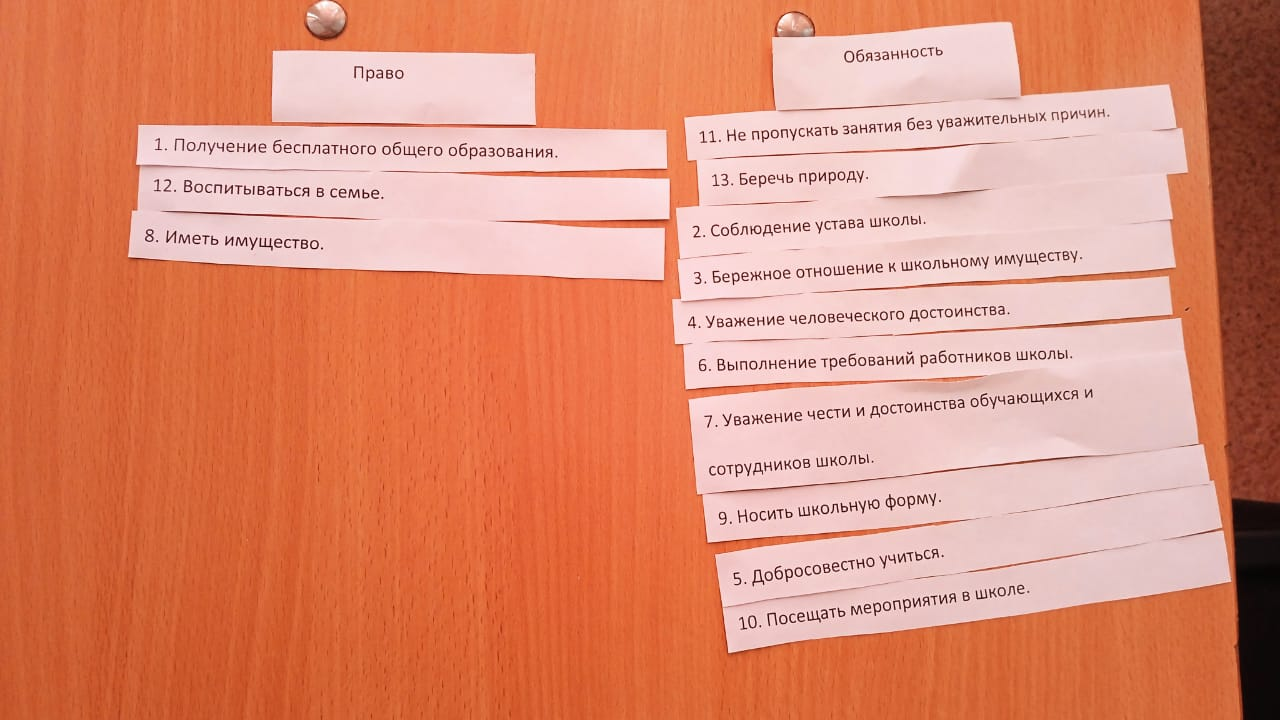 Право
1. Получение бесплатного общего образования.
12. Воспитываться в семье.
8. Иметь имущество.
Обязанность
11. Не пропускать занятия без уважительных причин.
13. Беречь природу.
2. Соблюдение устава школы.
3. Бережное отношение к школьному имуществу.
4. Уважение человеческого достоинства.
6. Выполнение требований работников школы.
7. Уважение чести и достоинства обучающихся и
сотрудников школы.
9. Носить школьную форму.
5. Добросовестно учиться.
10. Посещать мероприятия в школе.